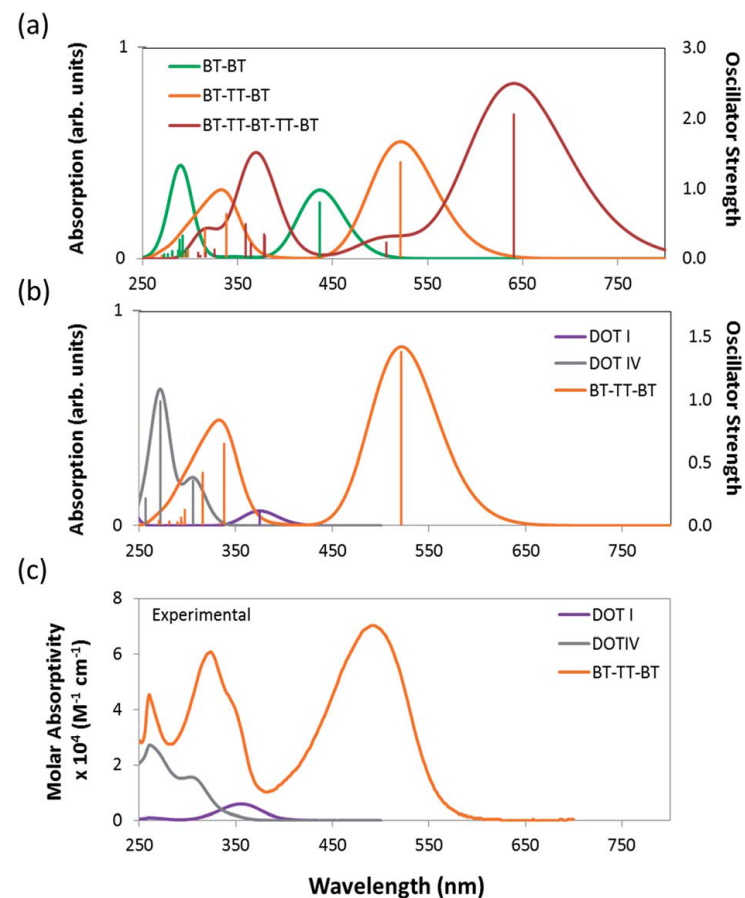 (a)
Absorption (arb. units)
1
0
BT-BT
BT-TT-BT
BT-TT-BT-TT-BT
3.0
2.0
1.0
0.0
Oscillator Strength
250 350 450 550 650 750
(b)
Absorption (arb. units)
1
0
DOT I
DOT IV
BT-TT-BT
1.5
1.0
0.5
0.0
Oscillator Strength
250 350 450 550 650 750
(c)
Molar Absorptivity
x 10⁴ (M⁻¹ cm⁻¹)
8
6
4
2
0
Experimental
DOT I
DOTIV
BT-TT-BT
250 350 450 550 650 750
Wavelength (nm)